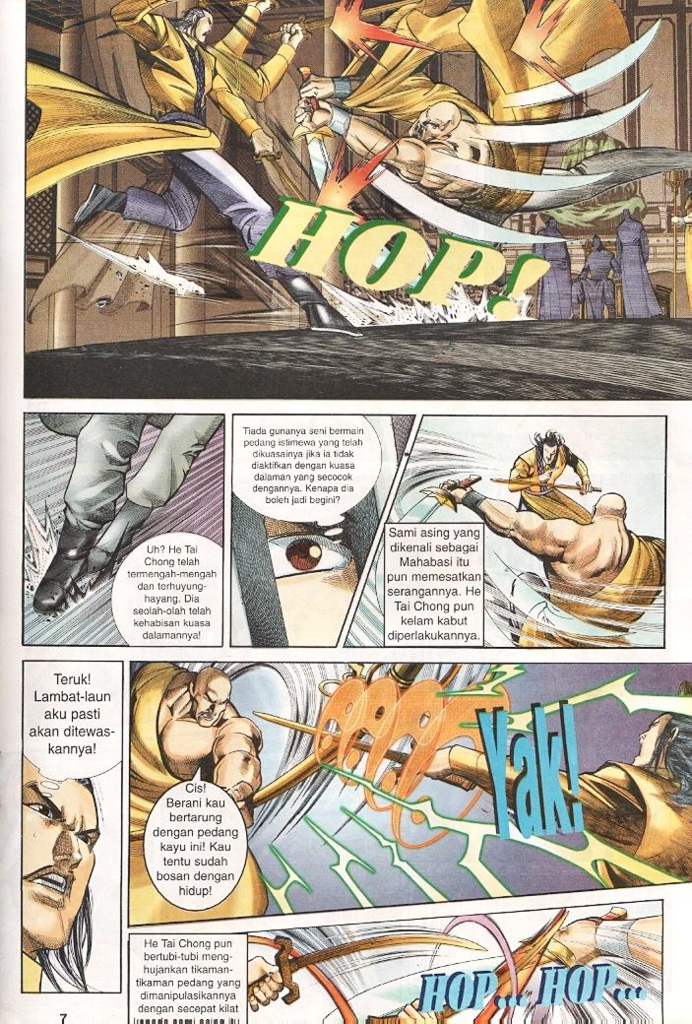 HOP!
Uh? He Tai
Chong telah
termengah-mengah
dan terhuyung-
hayang. Dia
seolah-olah telah
kehabisan kuasa
dalamannya!
Tiada gunanya seni bermain
pedang istimewa yang telah
dikuasainya jika ia tidak
diaktifkan dengan kuasa
dalaman yang secocok
dengannya. Kenapa dia
boleh jadi begini?
Sami asing yang
dikenali sebagai
Mahabasi itu
pun memesatkan
serangannya. He
Tai Chong pun
kelam kabut
diperlakukannya.
Teruk!
Lambat-laun
aku pasti
akan ditewas-
kannya!
Cis!
Berani kau
bertarung
dengan pedang
kayu ini! Kau
tentu sudah
bosan dengan
hidup!
Yak!
He Tai Chong pun
bertubi-tubi meng-
hujankan tikaman-
tikaman pedang yang
dimanipulasikannya
dengan secepat kilat
kepada sami asing itu
HOP... HOP...
7